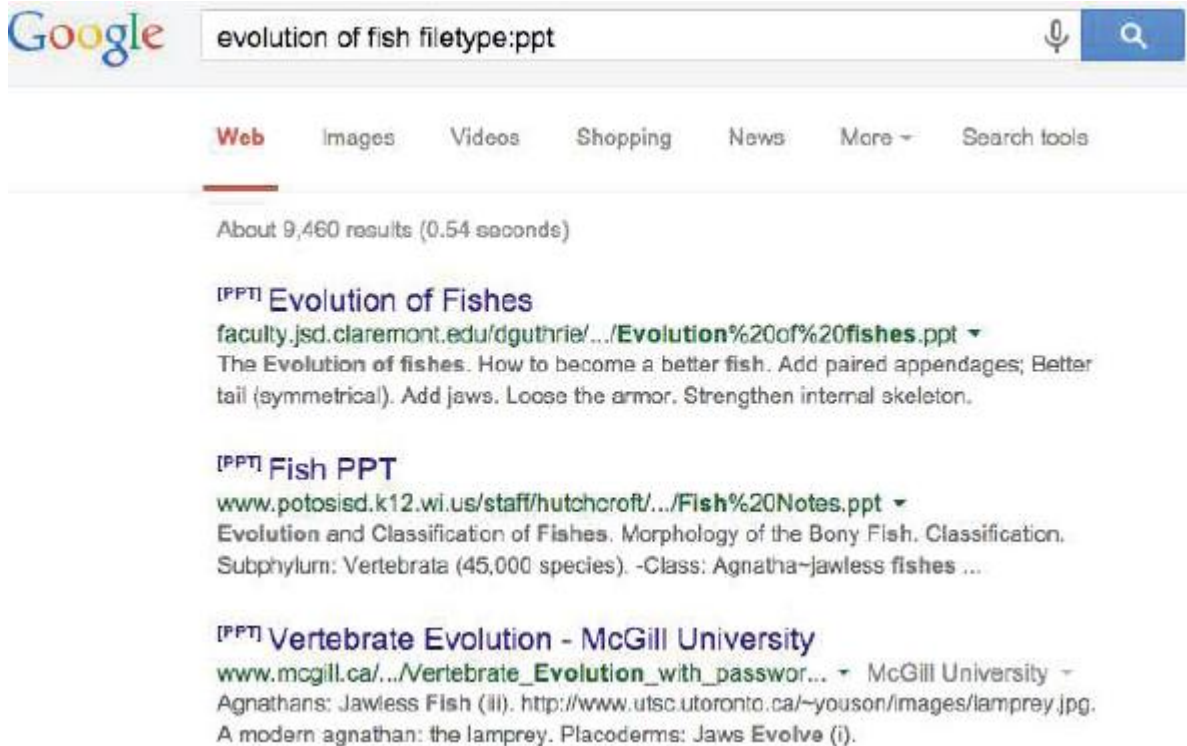 Google evolution of fish filetype:ppt
Web Images Videos Shopping News More Search tools
About 9,460 results (0.54 seconds)
[PPT] Evolution of Fishes
faculty.jsd.claremont.edu/dguthrie/.../Evolution%20of%20fishes.ppt
The Evolution of fishes. How to become a better fish. Add paired appendages; Better
tail (symmetrical). Add jaws. Loose the armor. Strengthen internal skeleton.
[PPT] Fish PPT
www.potosisd.k12.wi.us/staff/hutchcroft/.../Fish%20Notes.ppt
Evolution and Classification of Fishes. Morphology of the Bony Fish. Classification.
Subphylum: Vertebrata (45,000 species). -Class: Agnatha~jawless fishes ...
[PPT] Vertebrate Evolution - McGill University
www.mcgill.ca/.../Vertebrate_Evolution_with_passwor... McGill University
Agnathans: Jawless Fish (iii). http://www.utsc.utoronto.ca/~youson/images/lamprey.jpg.
A modern agnathan: the lamprey. Placoderms: Jaws Evolve (i).